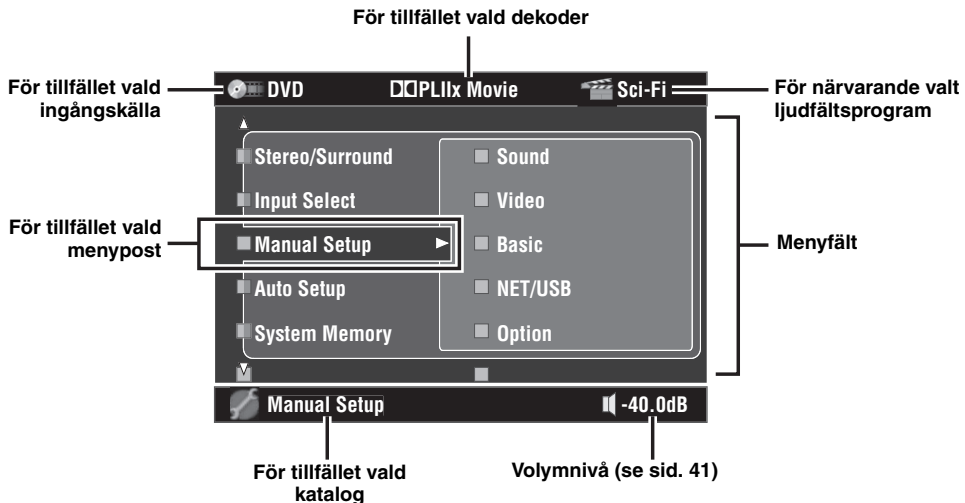 För tillfället vald dekoder
För tillfället vald
ingångskälla
DVD
PLIIx Movie
Sci-Fi
För närvarande valt
ljudfältsprogram
Stereo/Surround
Input Select
För tillfället vald
menypost
Manual Setup
Auto Setup
System Memory
Sound
Video
Basic
NET/USB
Option
Menyfält
Manual Setup
-40.0dB
För tillfället vald
katalog
Volymnivå (se sid. 41)